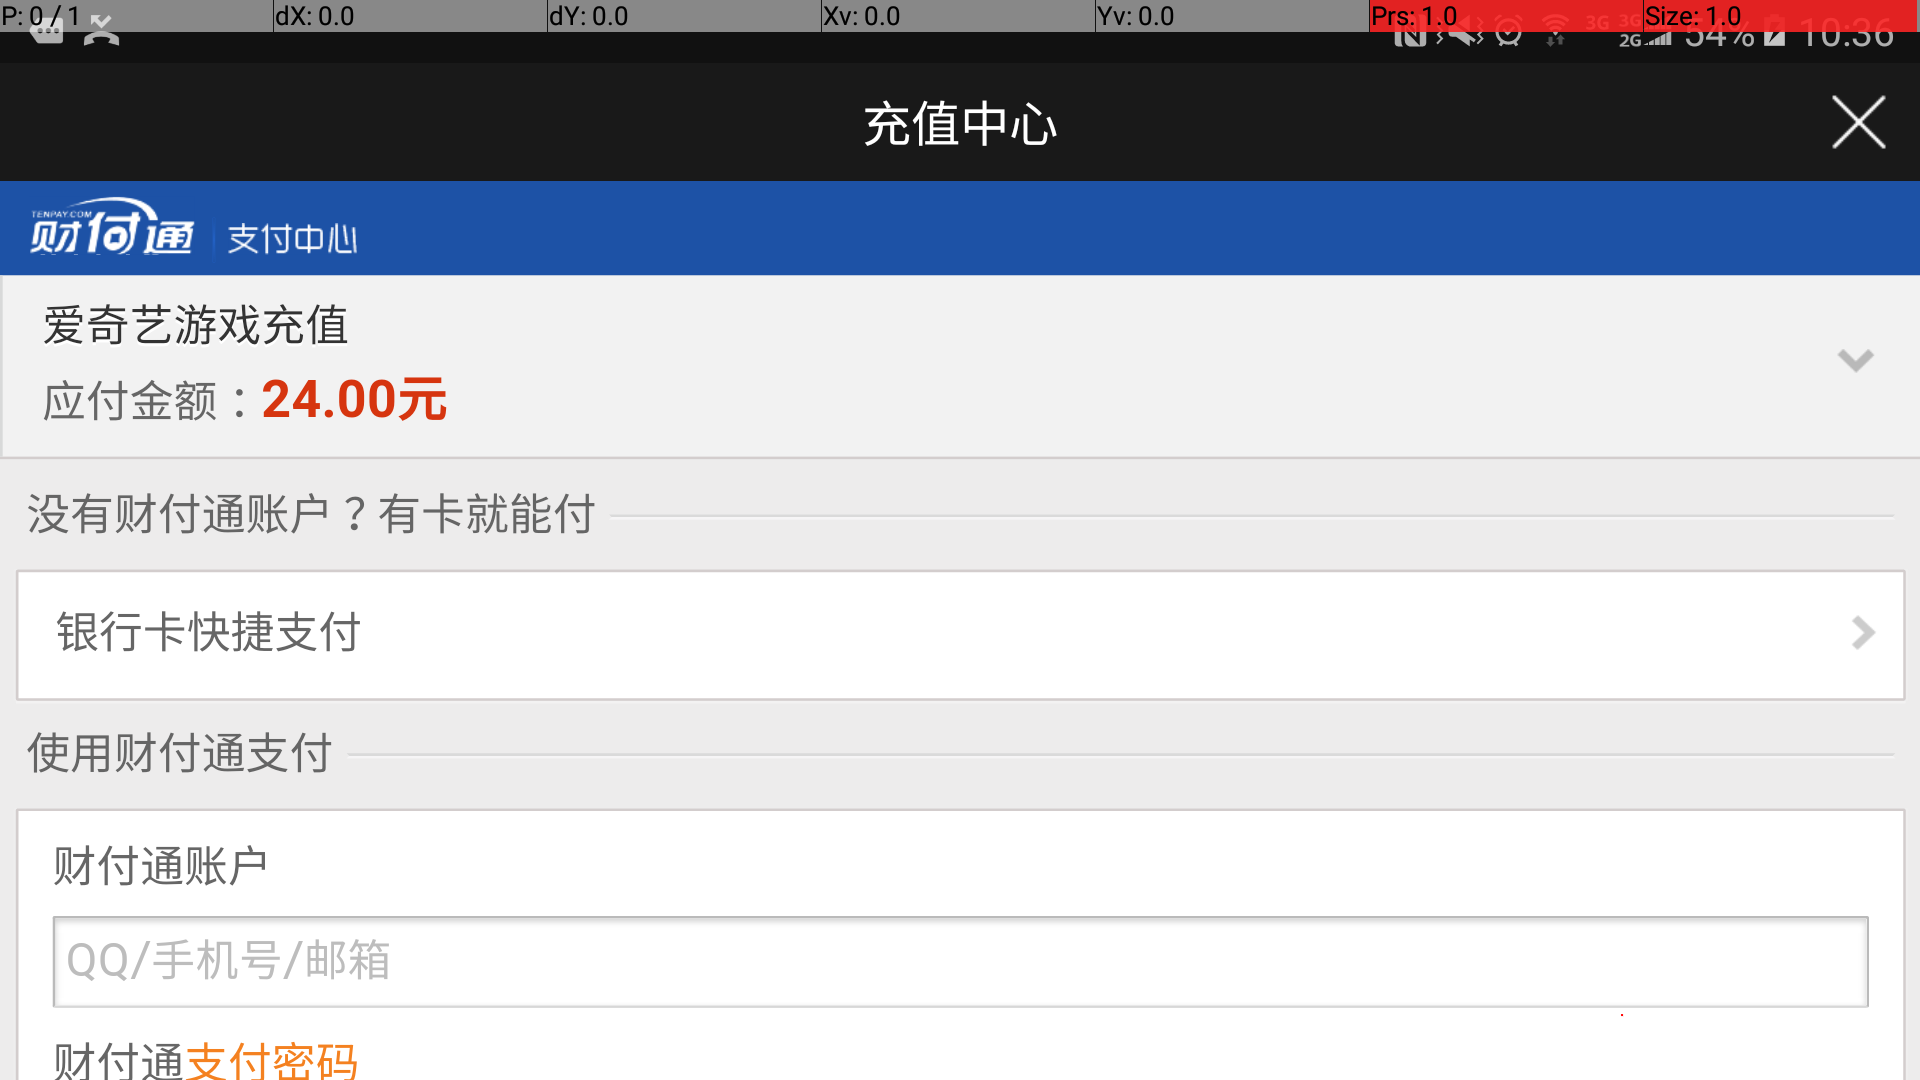 P: 0 / 1 dX: 0.0 dY: 0.0 Xv: 0.0 Yv: 0.0 Prs: 1.0 Size: 1.0
3G 3G 2G 54% 10:36
充值中心
TENPAY.COM
财付通 支付中心
爱奇艺游戏充值
应付金额：24.00元
没有财付通账户？有卡就能付
银行卡快捷支付
使用财付通支付
财付通账户
QQ/手机号/邮箱
财付通支付密码